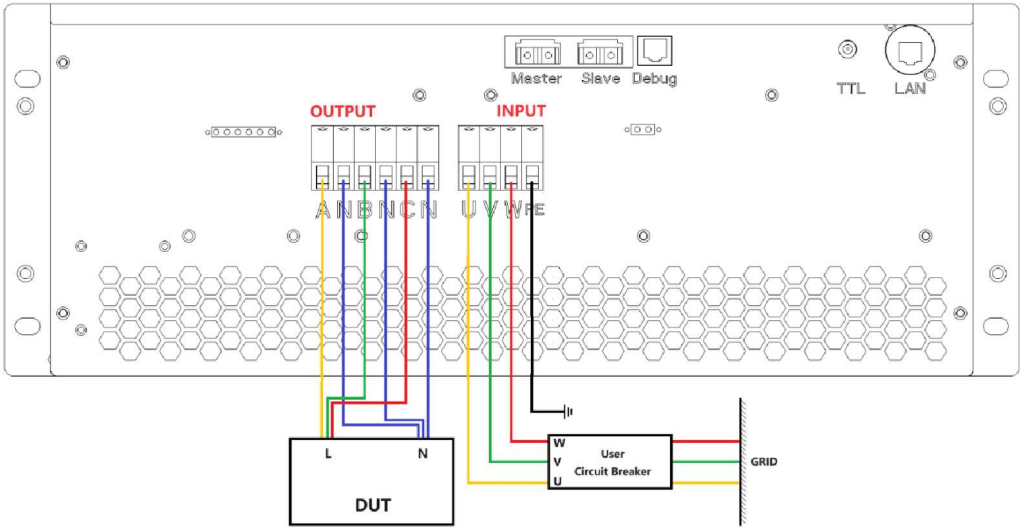 Master Slave Debug
TTL LAN
OUTPUT INPUT
A N B N C N U V W PE
L N
DUT
W
V
U
User
Circuit Breaker
GRID